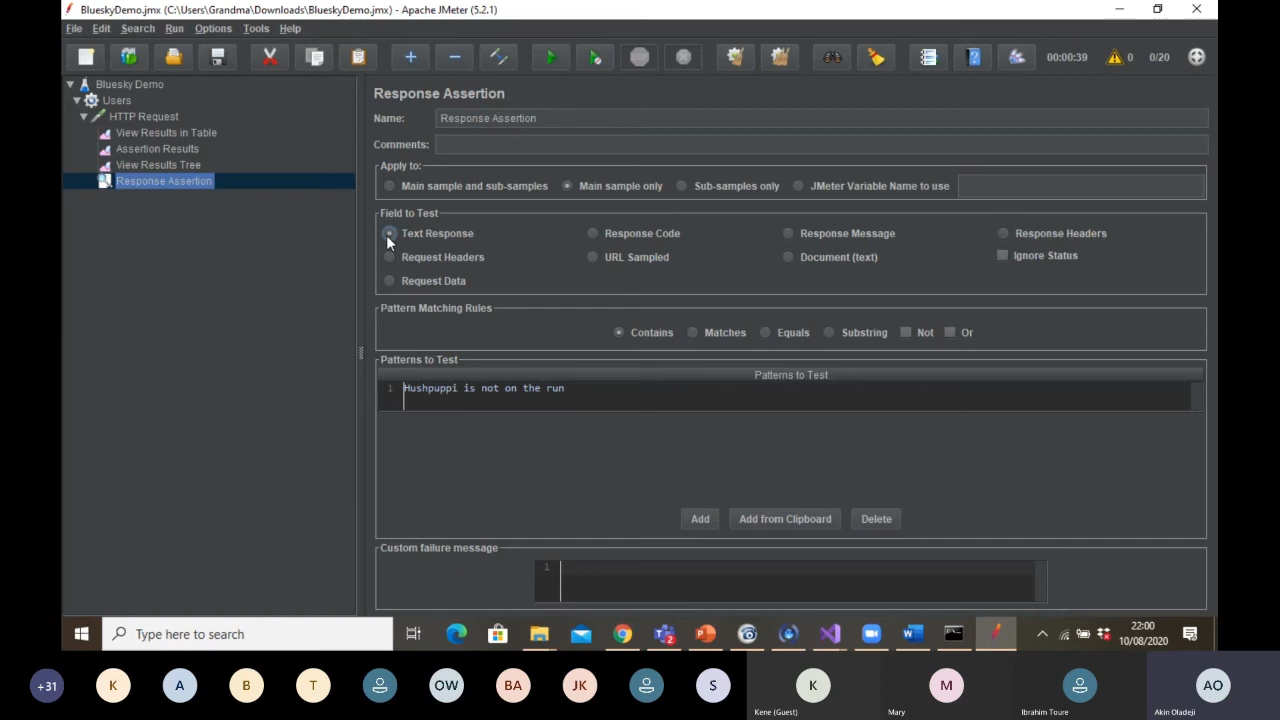 BlueskyDemo.jmx (C:\Users\Grandma\Downloads\BlueskyDemo.jmx) - Apache JMeter (5.2.1)
File Edit Search Run Options Tools Help
00:00:39 0 0/20
Bluesky Demo
Users
HTTP Request
View Results in Table
Assertion Results
View Results Tree
Response Assertion
Response Assertion
Name: Response Assertion
Comments:
Apply to:
Main sample and sub-samples Main sample only Sub-samples only JMeter Variable Name to use
Field to Test
Text Response Response Code Response Message Response Headers
Request Headers URL Sampled Document (text) Ignore Status
Request Data
Pattern Matching Rules
Contains Matches Equals Substring Not Or
Patterns to Test
Patterns to Test
1 Hushpuppi is not on the run
Add Add from Clipboard Delete
Custom failure message
1
Type here to search
22:00
10/08/2020
+31 K A B T OW BA JK S K M AO
Kene (Guest) Mary Ibrahim Toure Akin Oladeji